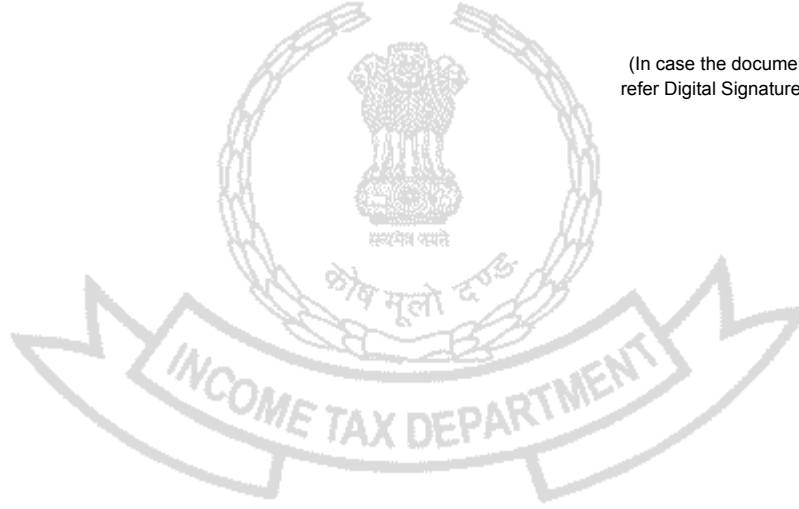 (In case the docume
refer Digital Signature
सत्यमेव जयते
कोष मूलो दण्ड:
INCOME TAX DEPARTMENT